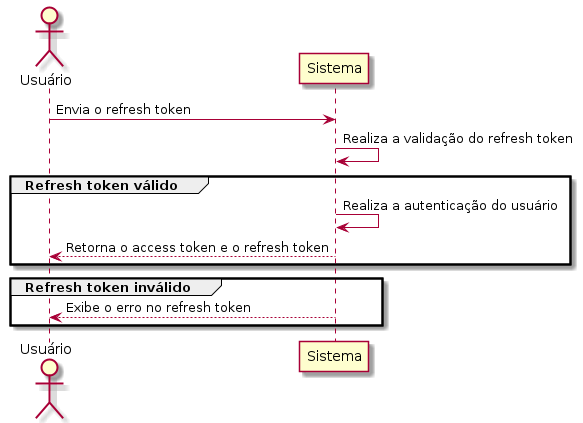 Usuário
Sistema
Envia o refresh token
Realiza a validação do refresh token
Refresh token válido
Realiza a autenticação do usuário
Retorna o access token e o refresh token
Refresh token inválido
Exibe o erro no refresh token
Usuário
Sistema